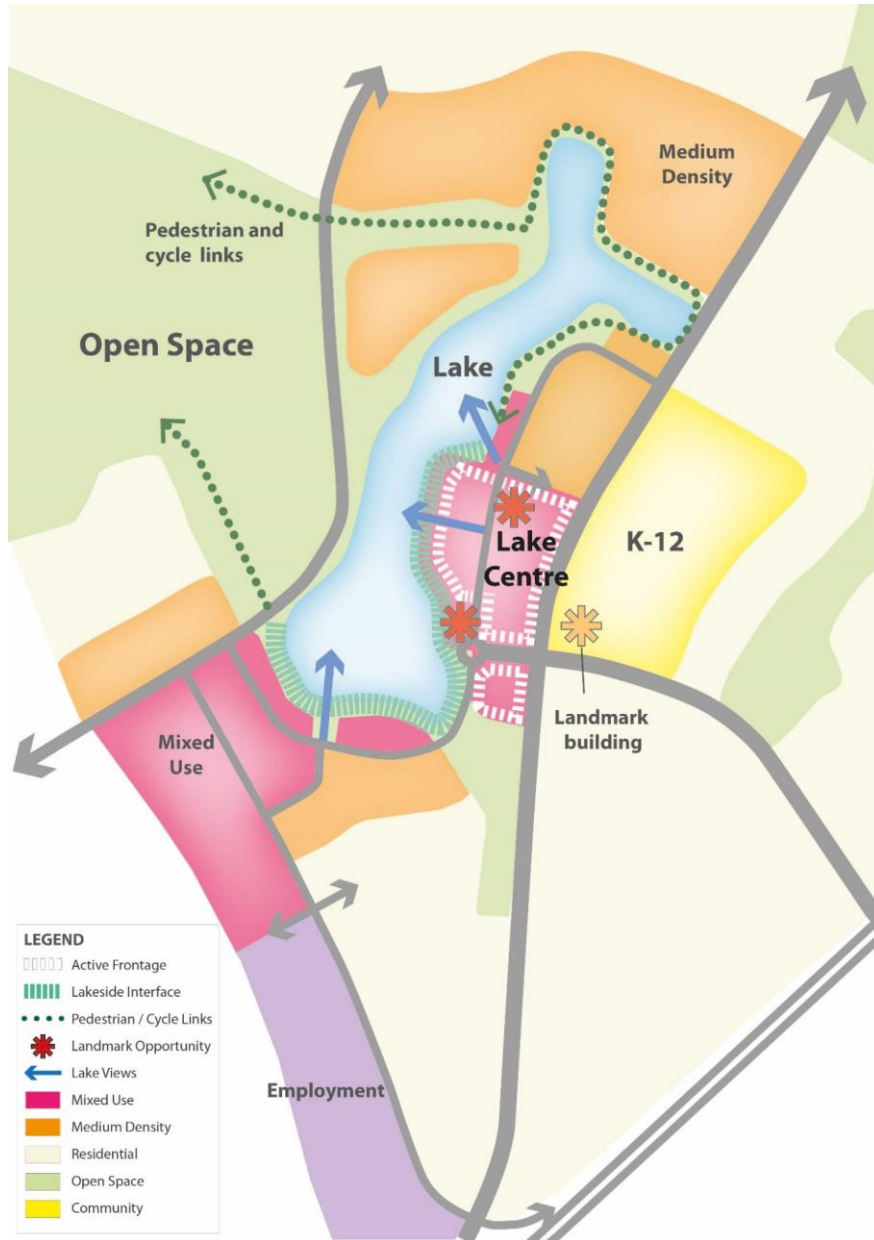 Medium
Density
Pedestrian and
cycle links
Open Space
Lake
K-12
Lake
Centre
Landmark
building
Mixed
Use
Employment
LEGEND
Active Frontage
Lakeside Interface
Pedestrian / Cycle Links
Landmark Opportunity
Lake Views
Mixed Use
Medium Density
Residential
Open Space
Community